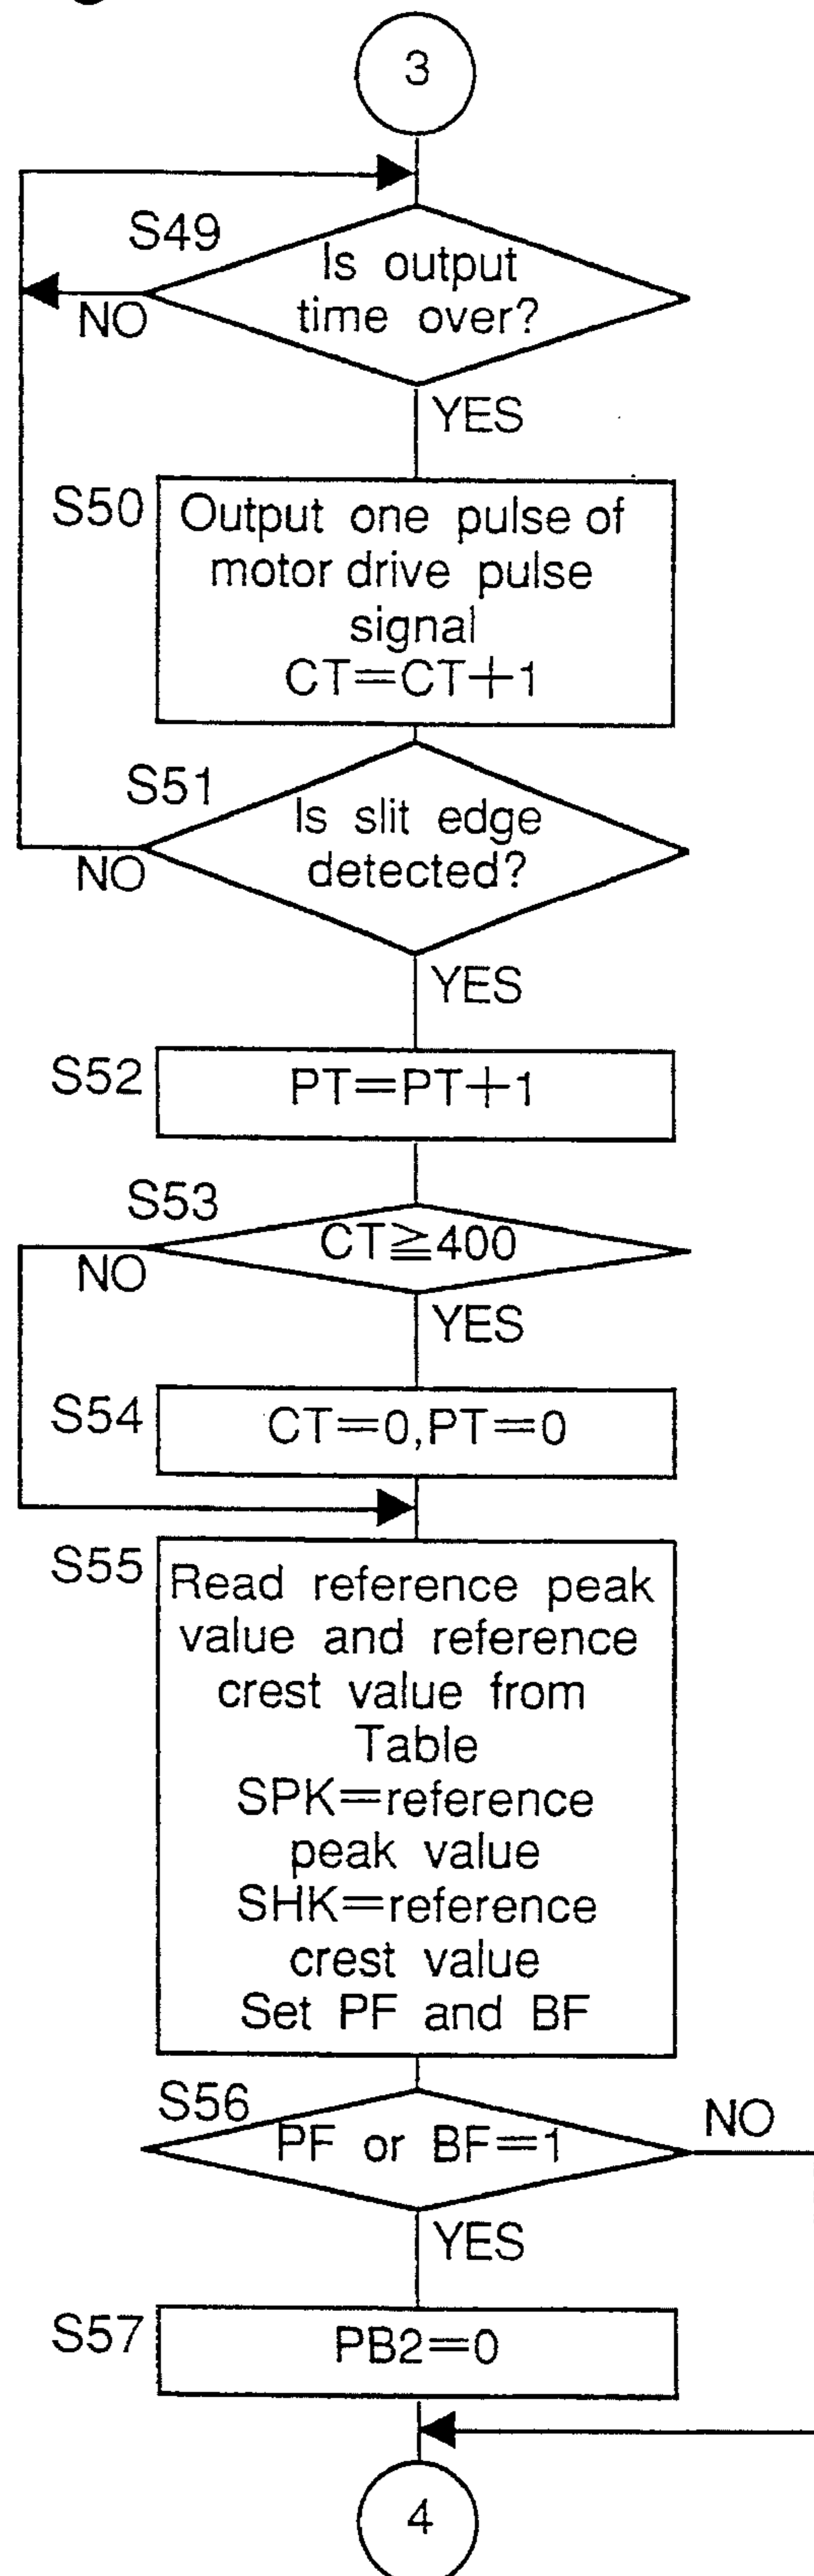 3
S49
Is output
time over?
NO
YES
S50
Output one pulse of
motor drive pulse
signal
CT=CT+1
S51
Is slit edge
detected?
NO
YES
S52
PT=PT+1
S53
CT≧400
NO
YES
S54
CT=0,PT=0
S55
Read reference peak
value and reference
crest value from
Table
SPK=reference
peak value
SHK=reference
crest value
Set PF and BF
S56
PF or BF=1
NO
YES
S57
PB2=0
4